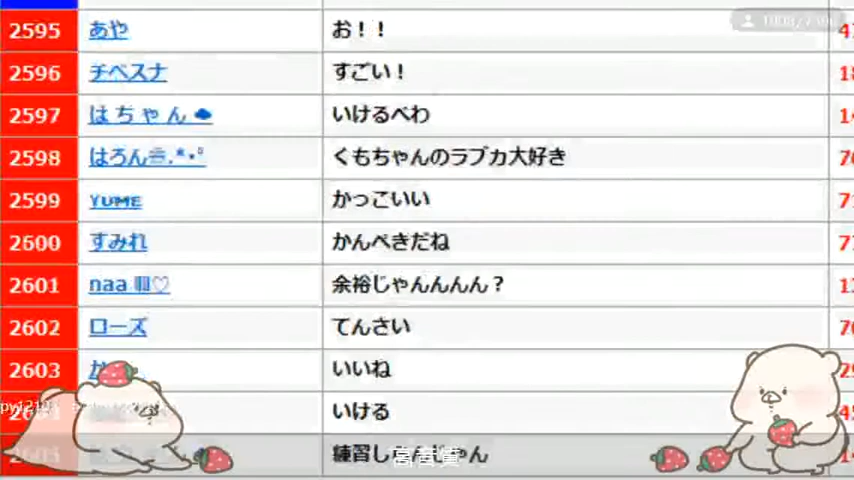 2595 あや お！！
2596 チベスナ すごい！
2597 は ち ゃ ん いけるべわ
2598 はろん くもちゃんのラブカ大好き
2599 YUME かっこいい
2600 すみれ かんぺきだね
2601 naa 余裕じゃんんんん？
2602 ローズ てんさい
2603 いいね
いける
高音質